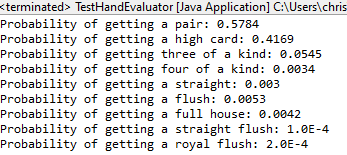 <terminated> TestHandEvaluator [Java Application] C:\Users\chris
Probability of getting a pair: 0.5784
Probability of getting a high card: 0.4169
Probability of getting three of a kind: 0.0545
Probability of getting four of a kind: 0.0034
Probability of getting a straight: 0.003
Probability of getting a flush: 0.0053
Probability of getting a full house: 0.0042
Probability of getting a straight flush: 1.0E-4
Probability of getting a royal flush: 2.0E-4